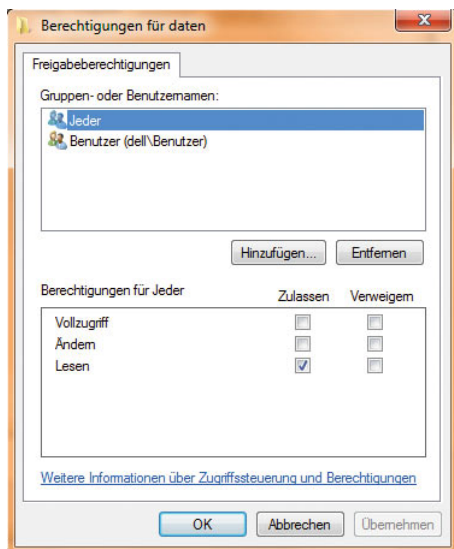 Berechtigungen für daten
Freigabeberechtigungen
Gruppen- oder Benutzernamen:
Jeder
Benutzer (dell\Benutzer)
Hinzufügen... Entfernen
Berechtigungen für Jeder Zulassen Verweigern
Vollzugriff
Ändern
Lesen
Weitere Informationen über Zugriffssteuerung und Berechtigungen
OK Abbrechen Übernehmen